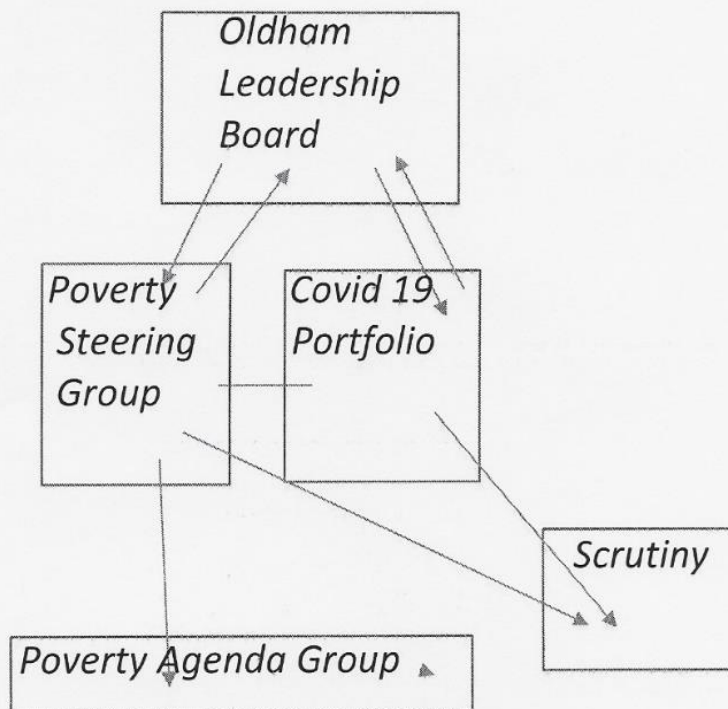 Oldham
Leadership
Board
Poverty
Steering
Group
Covid 19
Portfolio
Scrutiny
Poverty Agenda Group